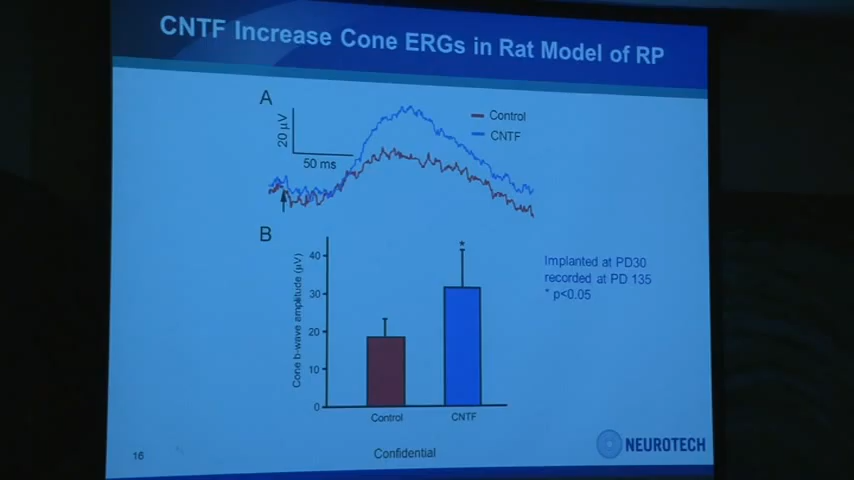 CNTF Increase Cone ERGs in Rat Model of RP
A
20 µV
50 ms
Control
CNTF
B
Cone b-wave amplitude (µV)
40
30
20
10
0
*
Control
CNTF
Implanted at PD30
recorded at PD 135
* p<0.05
16
Confidential
NEUROTECH